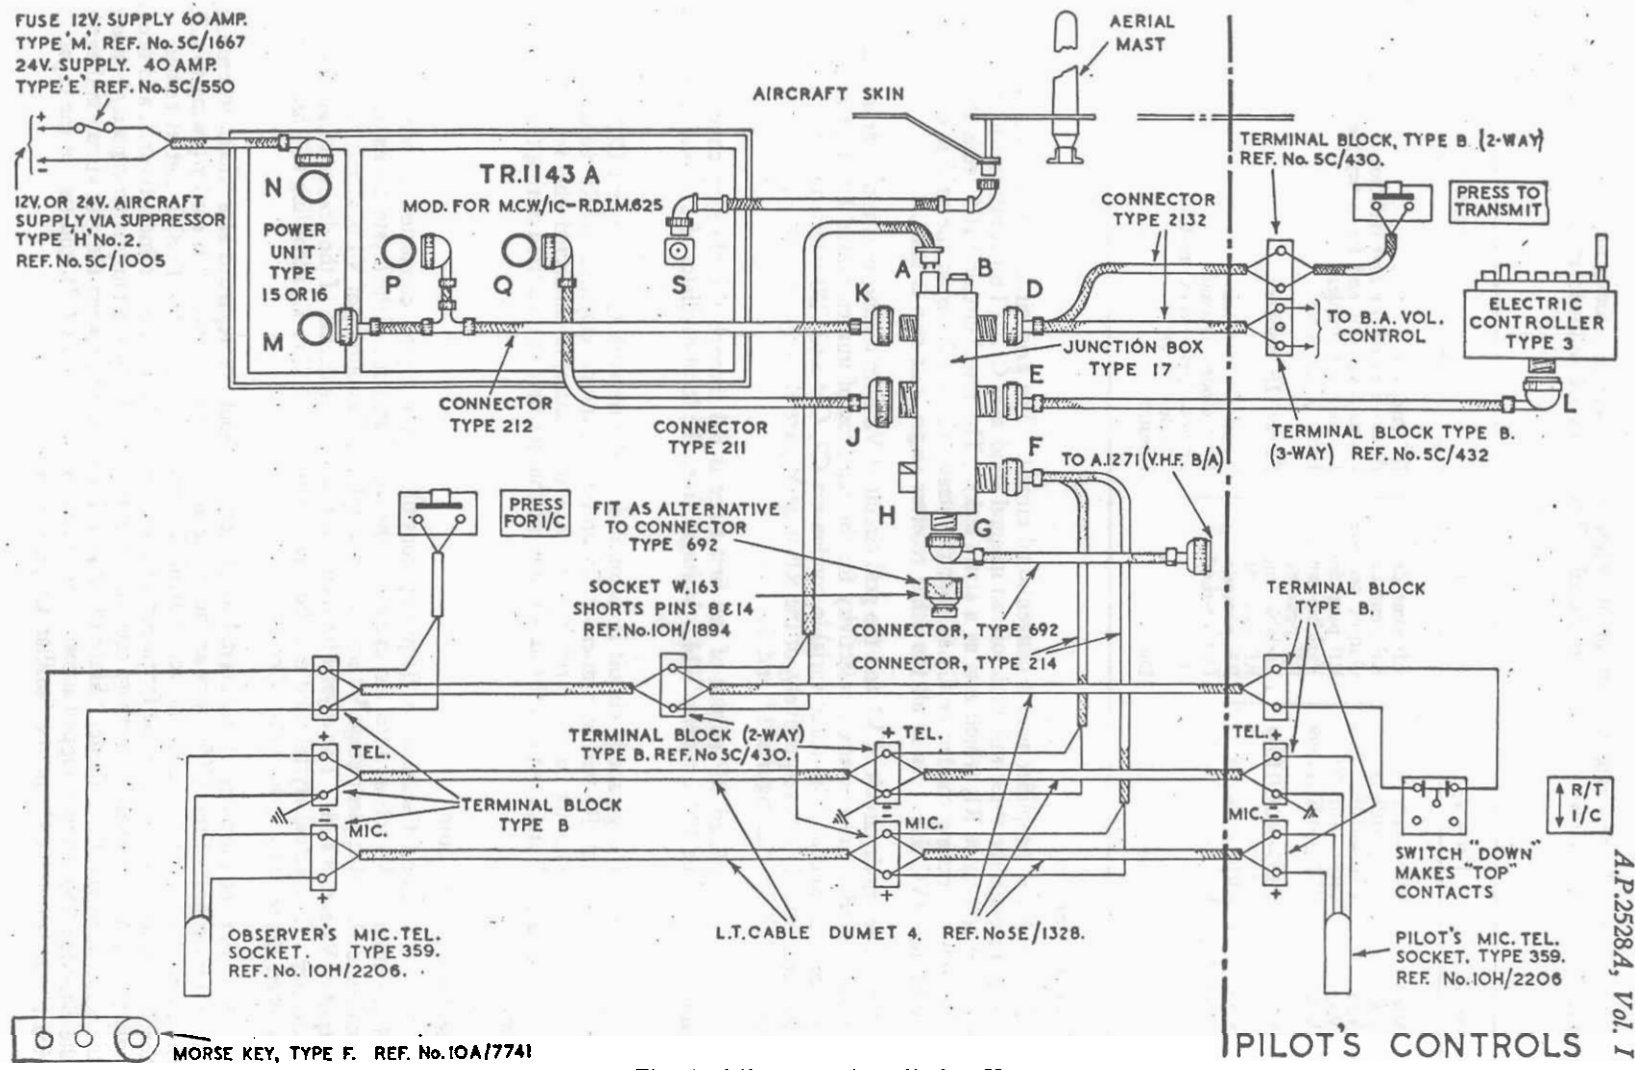 FUSE 12V. SUPPLY 60 AMP.
TYPE 'M'. REF. No. 5C/1667
24V. SUPPLY. 40 AMP.
TYPE 'E' REF. No. 5C/550
+
-
12V. OR 24V. AIRCRAFT
SUPPLY VIA SUPPRESSOR
TYPE 'H' No. 2.
REF. No. 5C/1005
TR.1143 A
MOD. FOR M.C.W/IC-R.D.I.M.625
N
POWER
UNIT
TYPE
15 OR 16
M
P
Q
S
CONNECTOR
TYPE 212
CONNECTOR
TYPE 211
AIRCRAFT SKIN
AERIAL
MAST
A
B
K
D
J
E
F
H
G
L
JUNCTION BOX
TYPE 17
CONNECTOR
TYPE 2132
TERMINAL BLOCK, TYPE B (2-WAY)
REF. No. 5C/430.
PRESS TO
TRANSMIT
TO B.A. VOL.
CONTROL
ELECTRIC
CONTROLLER
TYPE 3
TERMINAL BLOCK TYPE B.
(3-WAY) REF. No. 5C/432
TO A.1271 (V.H.F. B/A)
PRESS
FOR I/C
FIT AS ALTERNATIVE
TO CONNECTOR
TYPE 692
SOCKET W,163
SHORTS PINS 8 & 14
REF. No. 10H/1894
CONNECTOR, TYPE 692
CONNECTOR, TYPE 214
TERMINAL BLOCK
TYPE B.
TERMINAL BLOCK (2-WAY)
TYPE B. REF. No 5C/430.
+
TEL.
-
MIC.
+
TERMINAL BLOCK
TYPE B
+ TEL.
-
MIC.
+
TEL. +
-
MIC.
+
R/T
I/C
SWITCH "DOWN"
MAKES "TOP"
CONTACTS
OBSERVER'S MIC. TEL.
SOCKET. TYPE 359.
REF. No. 10H/2206.
L.T. CABLE DUMET 4. REF. No 5E/1328.
PILOT'S MIC. TEL.
SOCKET. TYPE 359.
REF. No. 10H/2206
MORSE KEY, TYPE F. REF. No. 10A/7741
PILOT'S CONTROLS
A.P.2528A, Vol. I